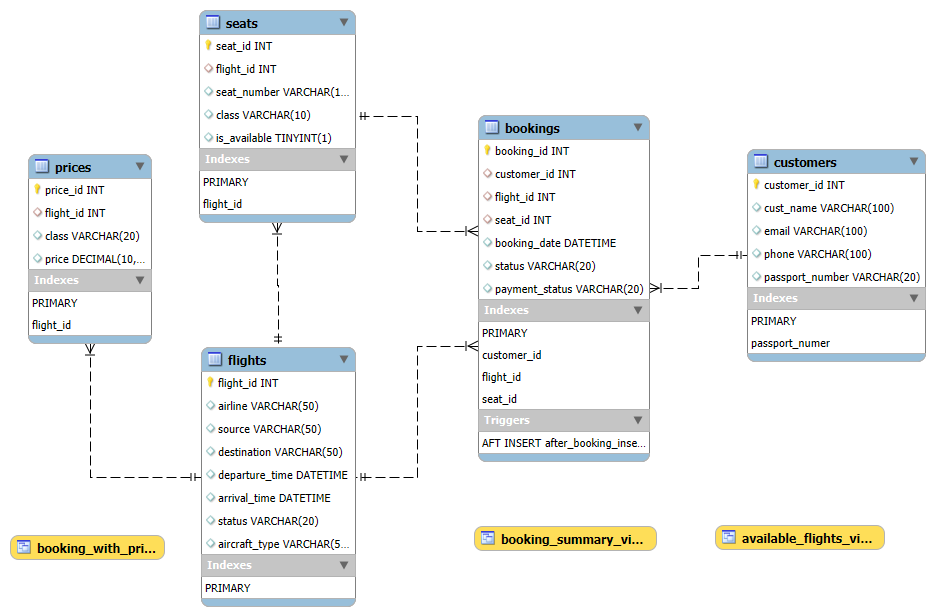 seats
seat_id INT
flight_id INT
seat_number VARCHAR(1...
class VARCHAR(10)
is_available TINYINT(1)
Indexes
PRIMARY
flight_id
prices
price_id INT
flight_id INT
class VARCHAR(20)
price DECIMAL(10,...
Indexes
PRIMARY
flight_id
flights
flight_id INT
airline VARCHAR(50)
source VARCHAR(50)
destination VARCHAR(50)
departure_time DATETIME
arrival_time DATETIME
status VARCHAR(20)
aircraft_type VARCHAR(5...
Indexes
PRIMARY
bookings
booking_id INT
customer_id INT
flight_id INT
seat_id INT
booking_date DATETIME
status VARCHAR(20)
payment_status VARCHAR(20)
Indexes
PRIMARY
customer_id
flight_id
seat_id
Triggers
AFT INSERT after_booking_inse...
customers
customer_id INT
cust_name VARCHAR(100)
email VARCHAR(100)
phone VARCHAR(100)
passport_number VARCHAR(20)
Indexes
PRIMARY
passport_numer
booking_with_pri...
booking_summary_vi...
available_flights_vi...